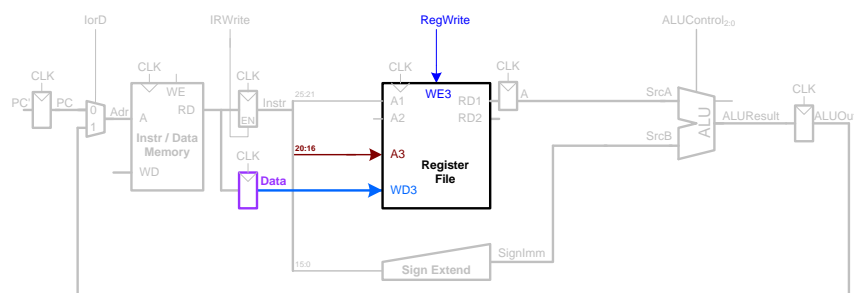 IorD
IRWrite
RegWrite
ALUControl2:0
CLK
CLK
CLK
CLK
CLK
CLK
PC'
PC
0
1
Adr
A
WE
RD
Instr / Data
Memory
WD
EN
Instr
25:21
A1
A2
WE3
RD1
RD2
A
SrcA
SrcB
ALU
ALUResult
ALUOut
20:16
A3
Register
File
CLK
Data
WD3
15:0
Sign Extend
SignImm